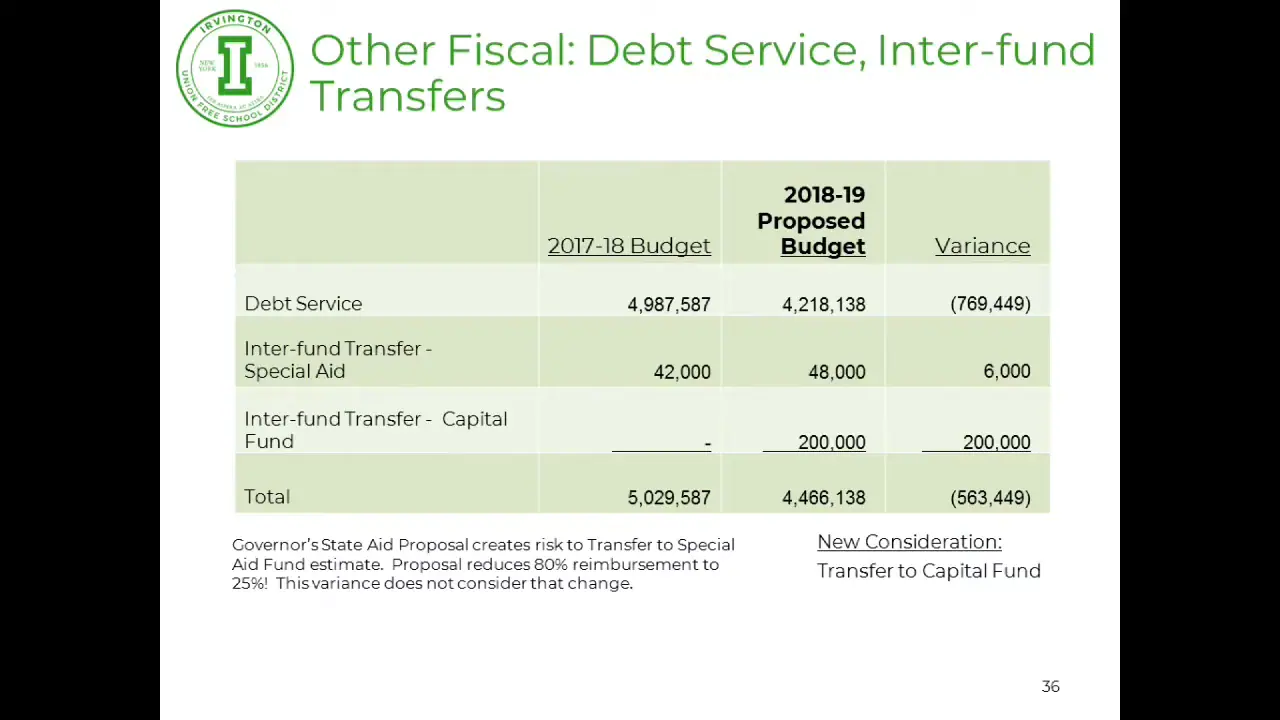 IRVINGTON
NEW YORK 1856
UNION FREE SCHOOL DISTRICT
Other Fiscal: Debt Service, Inter-fund
Transfers
2017-18 Budget
2018-19
Proposed
Budget
Variance
Debt Service 4,987,587 4,218,138 (769,449)
Inter-fund Transfer -
Special Aid 42,000 48,000 6,000
Inter-fund Transfer - Capital
Fund - 200,000 200,000
Total 5,029,587 4,466,138 (563,449)
Governor's State Aid Proposal creates risk to Transfer to Special
Aid Fund estimate. Proposal reduces 80% reimbursement to
25%! This variance does not consider that change.
New Consideration:
Transfer to Capital Fund
36